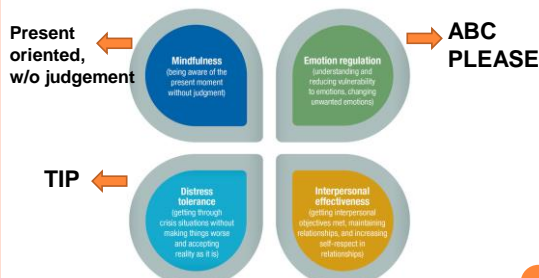 Present
oriented,
w/o judgement
Mindfulness
(being aware of the
present moment
without judgment)
Emotion regulation
(understanding and
reducing vulnerability
to emotions, changing
unwanted emotions)
ABC
PLEASE
TIP
Distress
tolerance
(getting through
crisis situations without
making things worse
and accepting
reality as it is)
Interpersonal
effectiveness
(getting interpersonal
objectives met, maintaining
relationships, and increasing
self-respect in
relationships)